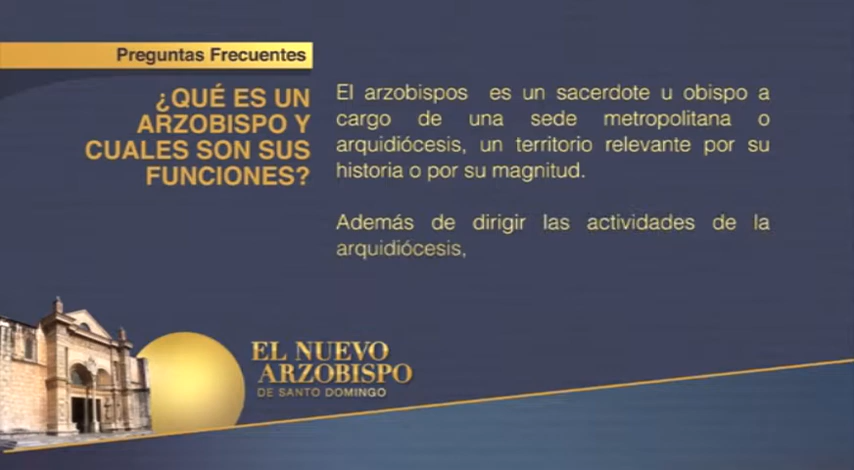 Preguntas Frecuentes
¿QUÉ ES UN
ARZOBISPO Y
CUALES SON SUS
FUNCIONES?
El arzobispos es un sacerdote u obispo a
cargo de una sede metropolitana o
arquidiócesis, un territorio relevante por su
historia o por su magnitud.
Además de dirigir las actividades de la
arquidiócesis,
EL NUEVO
ARZOBISPO
DE SANTO DOMINGO